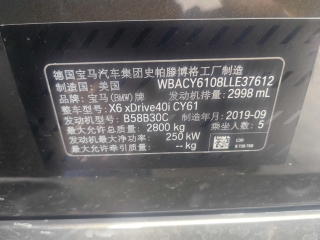 德国宝马汽车集团史帕滕博格工厂制造
制造国：美国 WBACY6108LLE37612
品牌：宝马(BMW)牌 发动机排量：2998 mL
整车型号：X6 xDrive40i CY61
发动机型号：B58B30C 制造年月：2019-09
最大允许总质量：2800 kg 乘坐人数：5
发动机最大净功率：250 kW
最大设计装载质量：-- kg